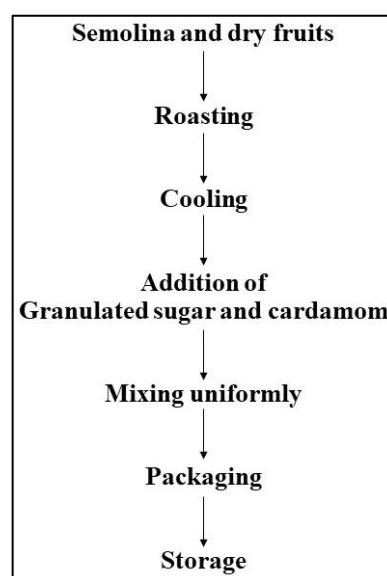 Semolina and dry fruits
Roasting
Cooling
Addition of
Granulated sugar and cardamom
Mixing uniformly
Packaging
Storage